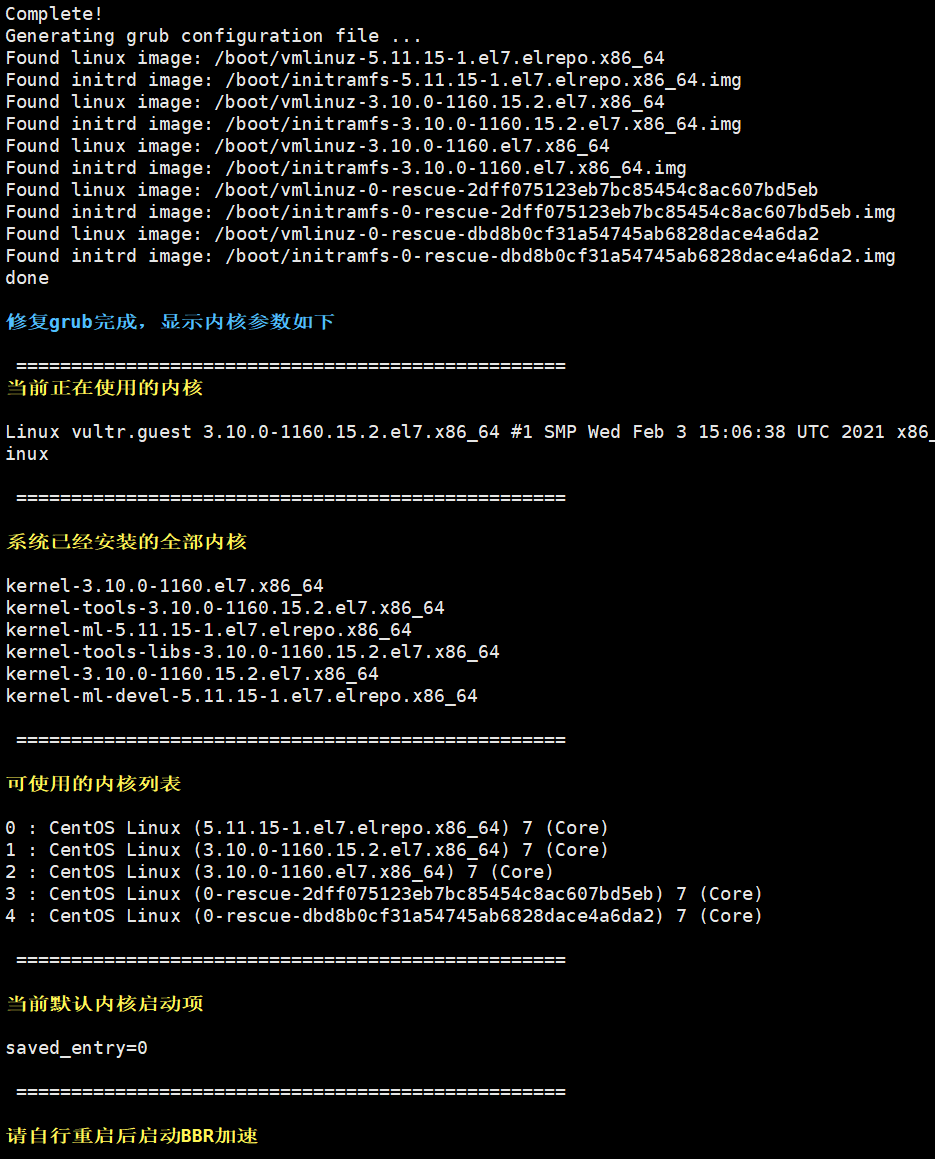 Complete!
Generating grub configuration file ...
Found linux image: /boot/vmlinuz-5.11.15-1.el7.elrepo.x86_64
Found initrd image: /boot/initramfs-5.11.15-1.el7.elrepo.x86_64.img
Found linux image: /boot/vmlinuz-3.10.0-1160.15.2.el7.x86_64
Found initrd image: /boot/initramfs-3.10.0-1160.15.2.el7.x86_64.img
Found linux image: /boot/vmlinuz-3.10.0-1160.el7.x86_64
Found initrd image: /boot/initramfs-3.10.0-1160.el7.x86_64.img
Found linux image: /boot/vmlinuz-0-rescue-2dff075123eb7bc85454c8ac607bd5eb
Found initrd image: /boot/initramfs-0-rescue-2dff075123eb7bc85454c8ac607bd5eb.img
Found linux image: /boot/vmlinuz-0-rescue-dbd8b0cf31a54745ab6828dace4a6da2
Found initrd image: /boot/initramfs-0-rescue-dbd8b0cf31a54745ab6828dace4a6da2.img
done
修复grub完成，显示内核参数如下
==================================================
当前正在使用的内核
Linux vultr.guest 3.10.0-1160.15.2.el7.x86_64 #1 SMP Wed Feb 3 15:06:38 UTC 2021 x86_
inux
==================================================
系统已经安装的全部内核
kernel-3.10.0-1160.el7.x86_64
kernel-tools-3.10.0-1160.15.2.el7.x86_64
kernel-ml-5.11.15-1.el7.elrepo.x86_64
kernel-tools-libs-3.10.0-1160.15.2.el7.x86_64
kernel-3.10.0-1160.15.2.el7.x86_64
kernel-ml-devel-5.11.15-1.el7.elrepo.x86_64
==================================================
可使用的内核列表
0 : CentOS Linux (5.11.15-1.el7.elrepo.x86_64) 7 (Core)
1 : CentOS Linux (3.10.0-1160.15.2.el7.x86_64) 7 (Core)
2 : CentOS Linux (3.10.0-1160.el7.x86_64) 7 (Core)
3 : CentOS Linux (0-rescue-2dff075123eb7bc85454c8ac607bd5eb) 7 (Core)
4 : CentOS Linux (0-rescue-dbd8b0cf31a54745ab6828dace4a6da2) 7 (Core)
==================================================
当前默认内核启动项
saved_entry=0
==================================================
请自行重启后启动BBR加速